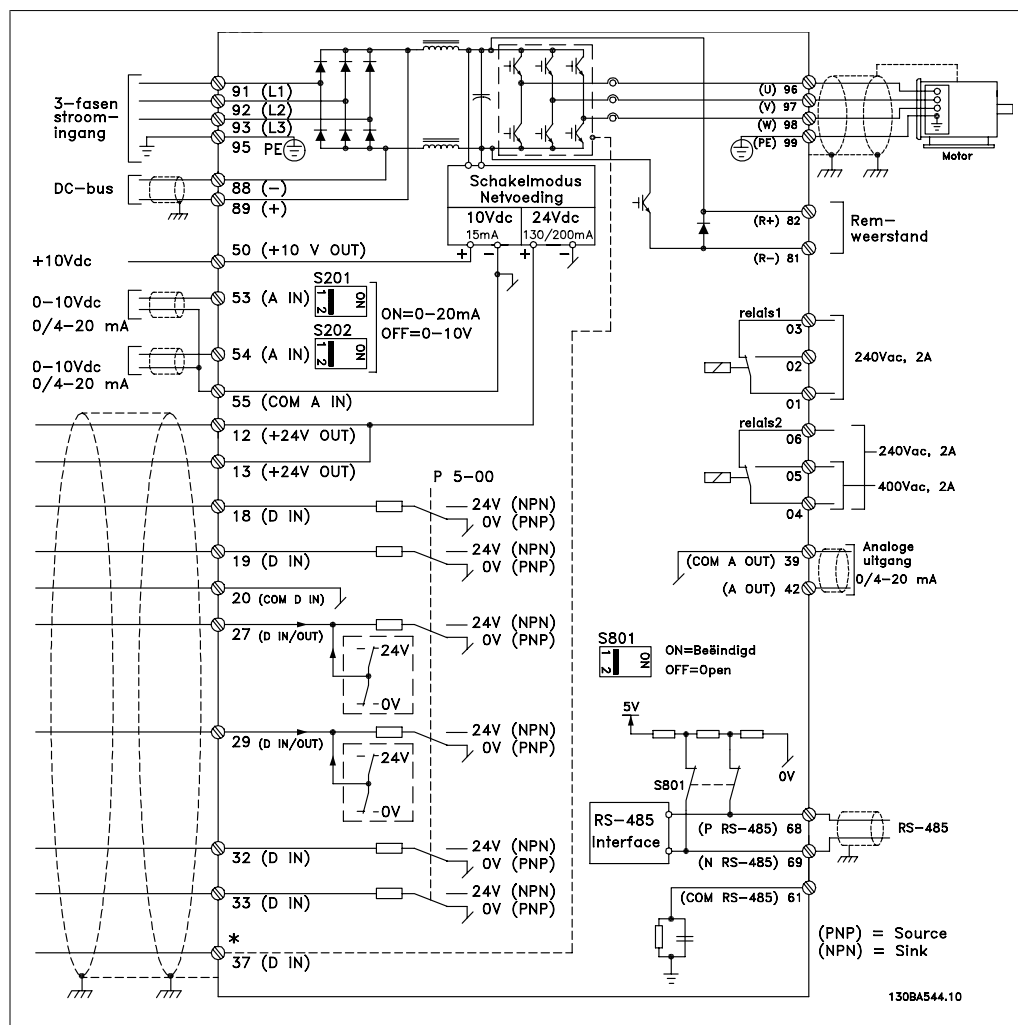 3-fasen
stroom-
ingang
91 (L1)
92 (L2)
93 (L3)
95 PE
DC-bus
88 (-)
89 (+)
Schakelmodus
Netvoeding
10Vdc
15mA
24Vdc
130/200mA
+ - + -
(U) 96
(V) 97
(W) 98
(PE) 99
Motor
(R+) 82
(R-) 81
Rem-
weerstand
+10Vdc
50 (+10 V OUT)
0-10Vdc
0/4-20 mA
53 (A IN)
S201
1 2
ON
ON=0-20mA
OFF=0-10V
S202
1 2
ON
0-10Vdc
0/4-20 mA
54 (A IN)
55 (COM A IN)
12 (+24V OUT)
13 (+24V OUT)
relais1
03
02
01
240Vac, 2A
relais2
06
05
04
240Vac, 2A
400Vac, 2A
P 5-00
18 (D IN)
24V (NPN)
0V (PNP)
19 (D IN)
24V (NPN)
0V (PNP)
20 (COM D IN)
27 (D IN/OUT)
24V (NPN)
0V (PNP)
24V
0V
29 (D IN/OUT)
24V (NPN)
0V (PNP)
24V
0V
32 (D IN)
24V (NPN)
0V (PNP)
33 (D IN)
24V (NPN)
0V (PNP)
*
37 (D IN)
(COM A OUT) 39
(A OUT) 42
Analoge
uitgang
0/4-20 mA
S801
1 2
ON
ON=Beëindigd
OFF=Open
5V
0V
S801
RS-485
Interface
(P RS-485) 68
(N RS-485) 69
(COM RS-485) 61
RS-485
(PNP) = Source
(NPN) = Sink
130BA544.10